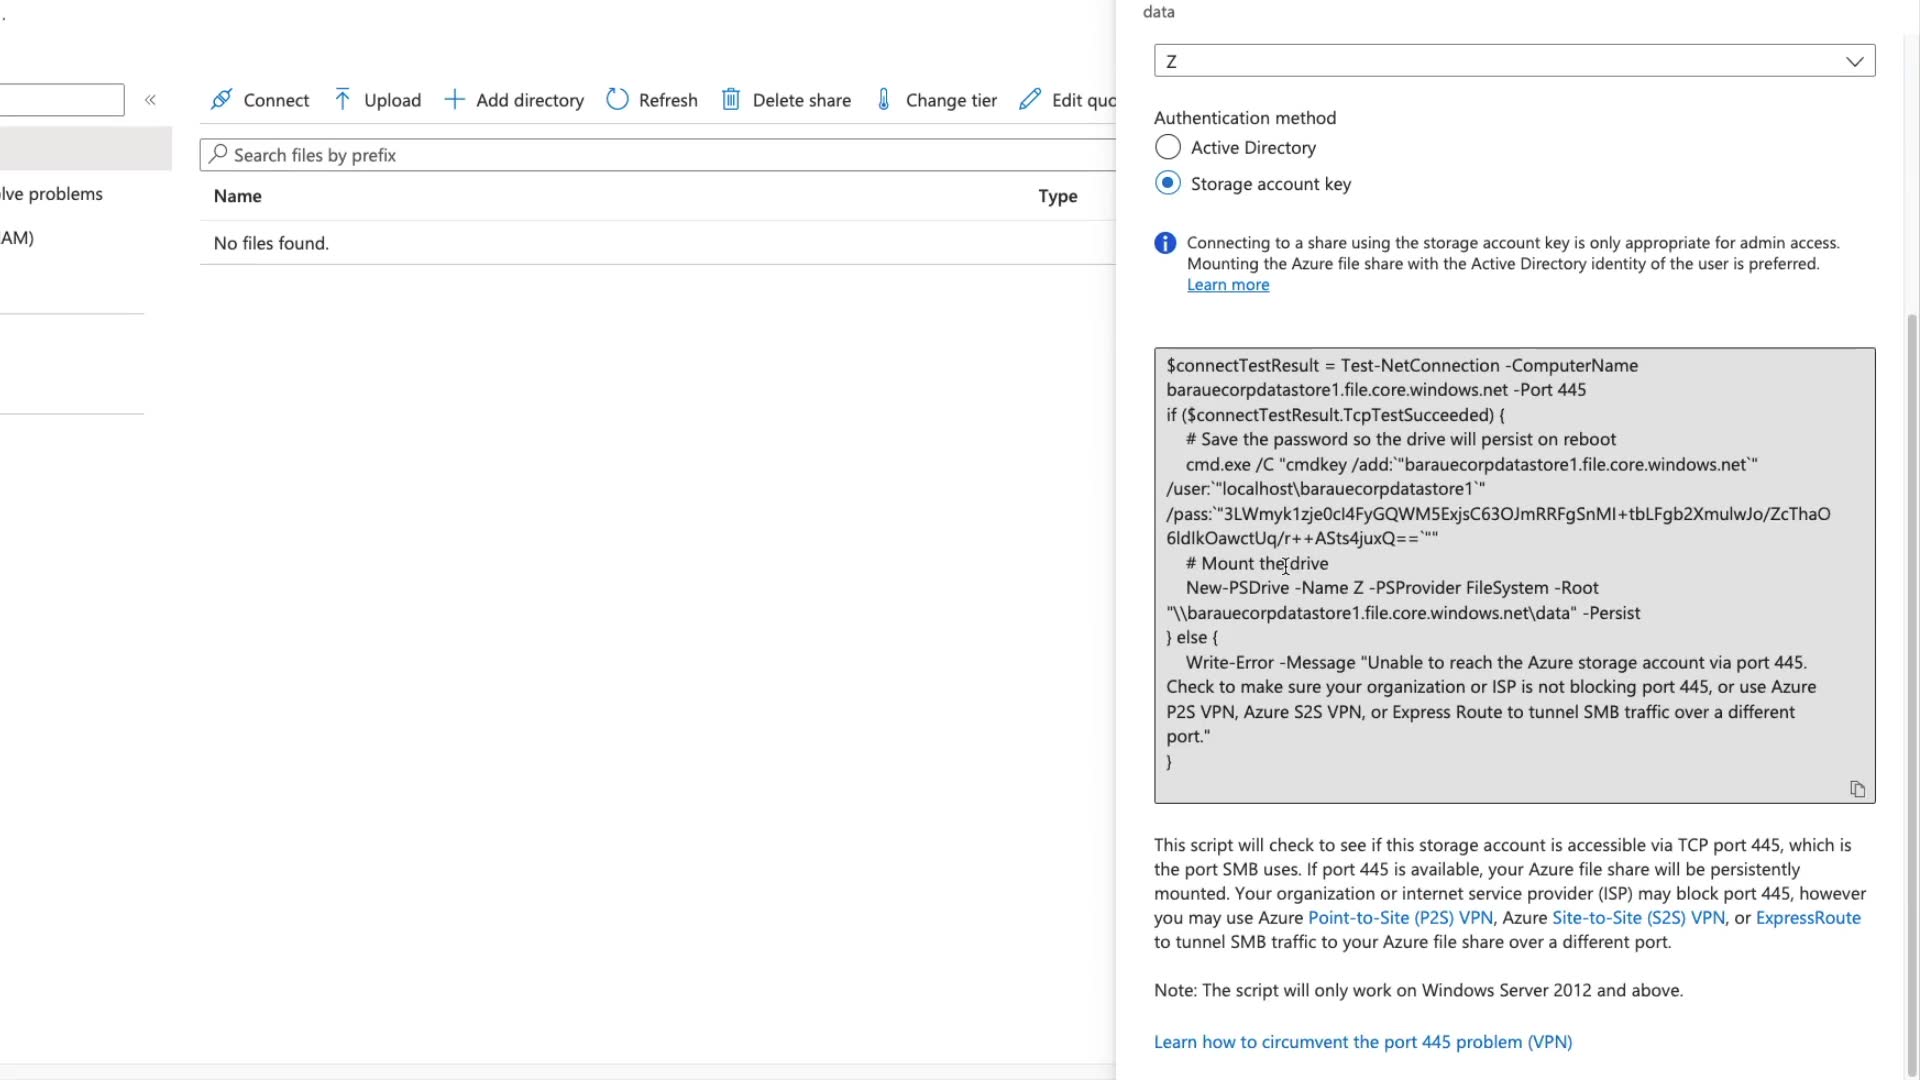 data
Z
Connect
Upload
Add directory
Refresh
Delete share
Change tier
Edit quo
Search files by prefix
Name
Type
No files found.
lve problems
AM)
Authentication method
Active Directory
Storage account key
Connecting to a share using the storage account key is only appropriate for admin access.
Mounting the Azure file share with the Active Directory identity of the user is preferred.
Learn more
$connectTestResult = Test-NetConnection -ComputerName
barauecorpdatastore1.file.core.windows.net -Port 445
if ($connectTestResult.TcpTestSucceeded) {
# Save the password so the drive will persist on reboot
cmd.exe /C "cmdkey /add:`"barauecorpdatastore1.file.core.windows.net`"
/user:`"localhost\barauecorpdatastore1`"
/pass:`"
# Mount the drive
New-PSDrive -Name Z -PSProvider FileSystem -Root
"\\barauecorpdatastore1.file.core.windows.net\data" -Persist
} else {
Write-Error -Message "Unable to reach the Azure storage account via port 445.
Check to make sure your organization or ISP is not blocking port 445, or use Azure
P2S VPN, Azure S2S VPN, or Express Route to tunnel SMB traffic over a different
port."
}
This script will check to see if this storage account is accessible via TCP port 445, which is
the port SMB uses. If port 445 is available, your Azure file share will be persistently
mounted. Your organization or internet service provider (ISP) may block port 445, however
you may use Azure Point-to-Site (P2S) VPN, Azure Site-to-Site (S2S) VPN, or ExpressRoute
to tunnel SMB traffic to your Azure file share over a different port.
Note: The script will only work on Windows Server 2012 and above.
Learn how to circumvent the port 445 problem (VPN)